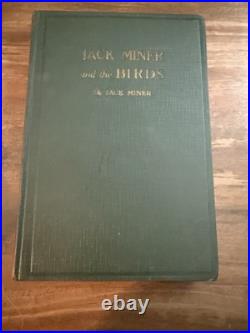 JACK MINER
and the BIRDS
By JACK MINER